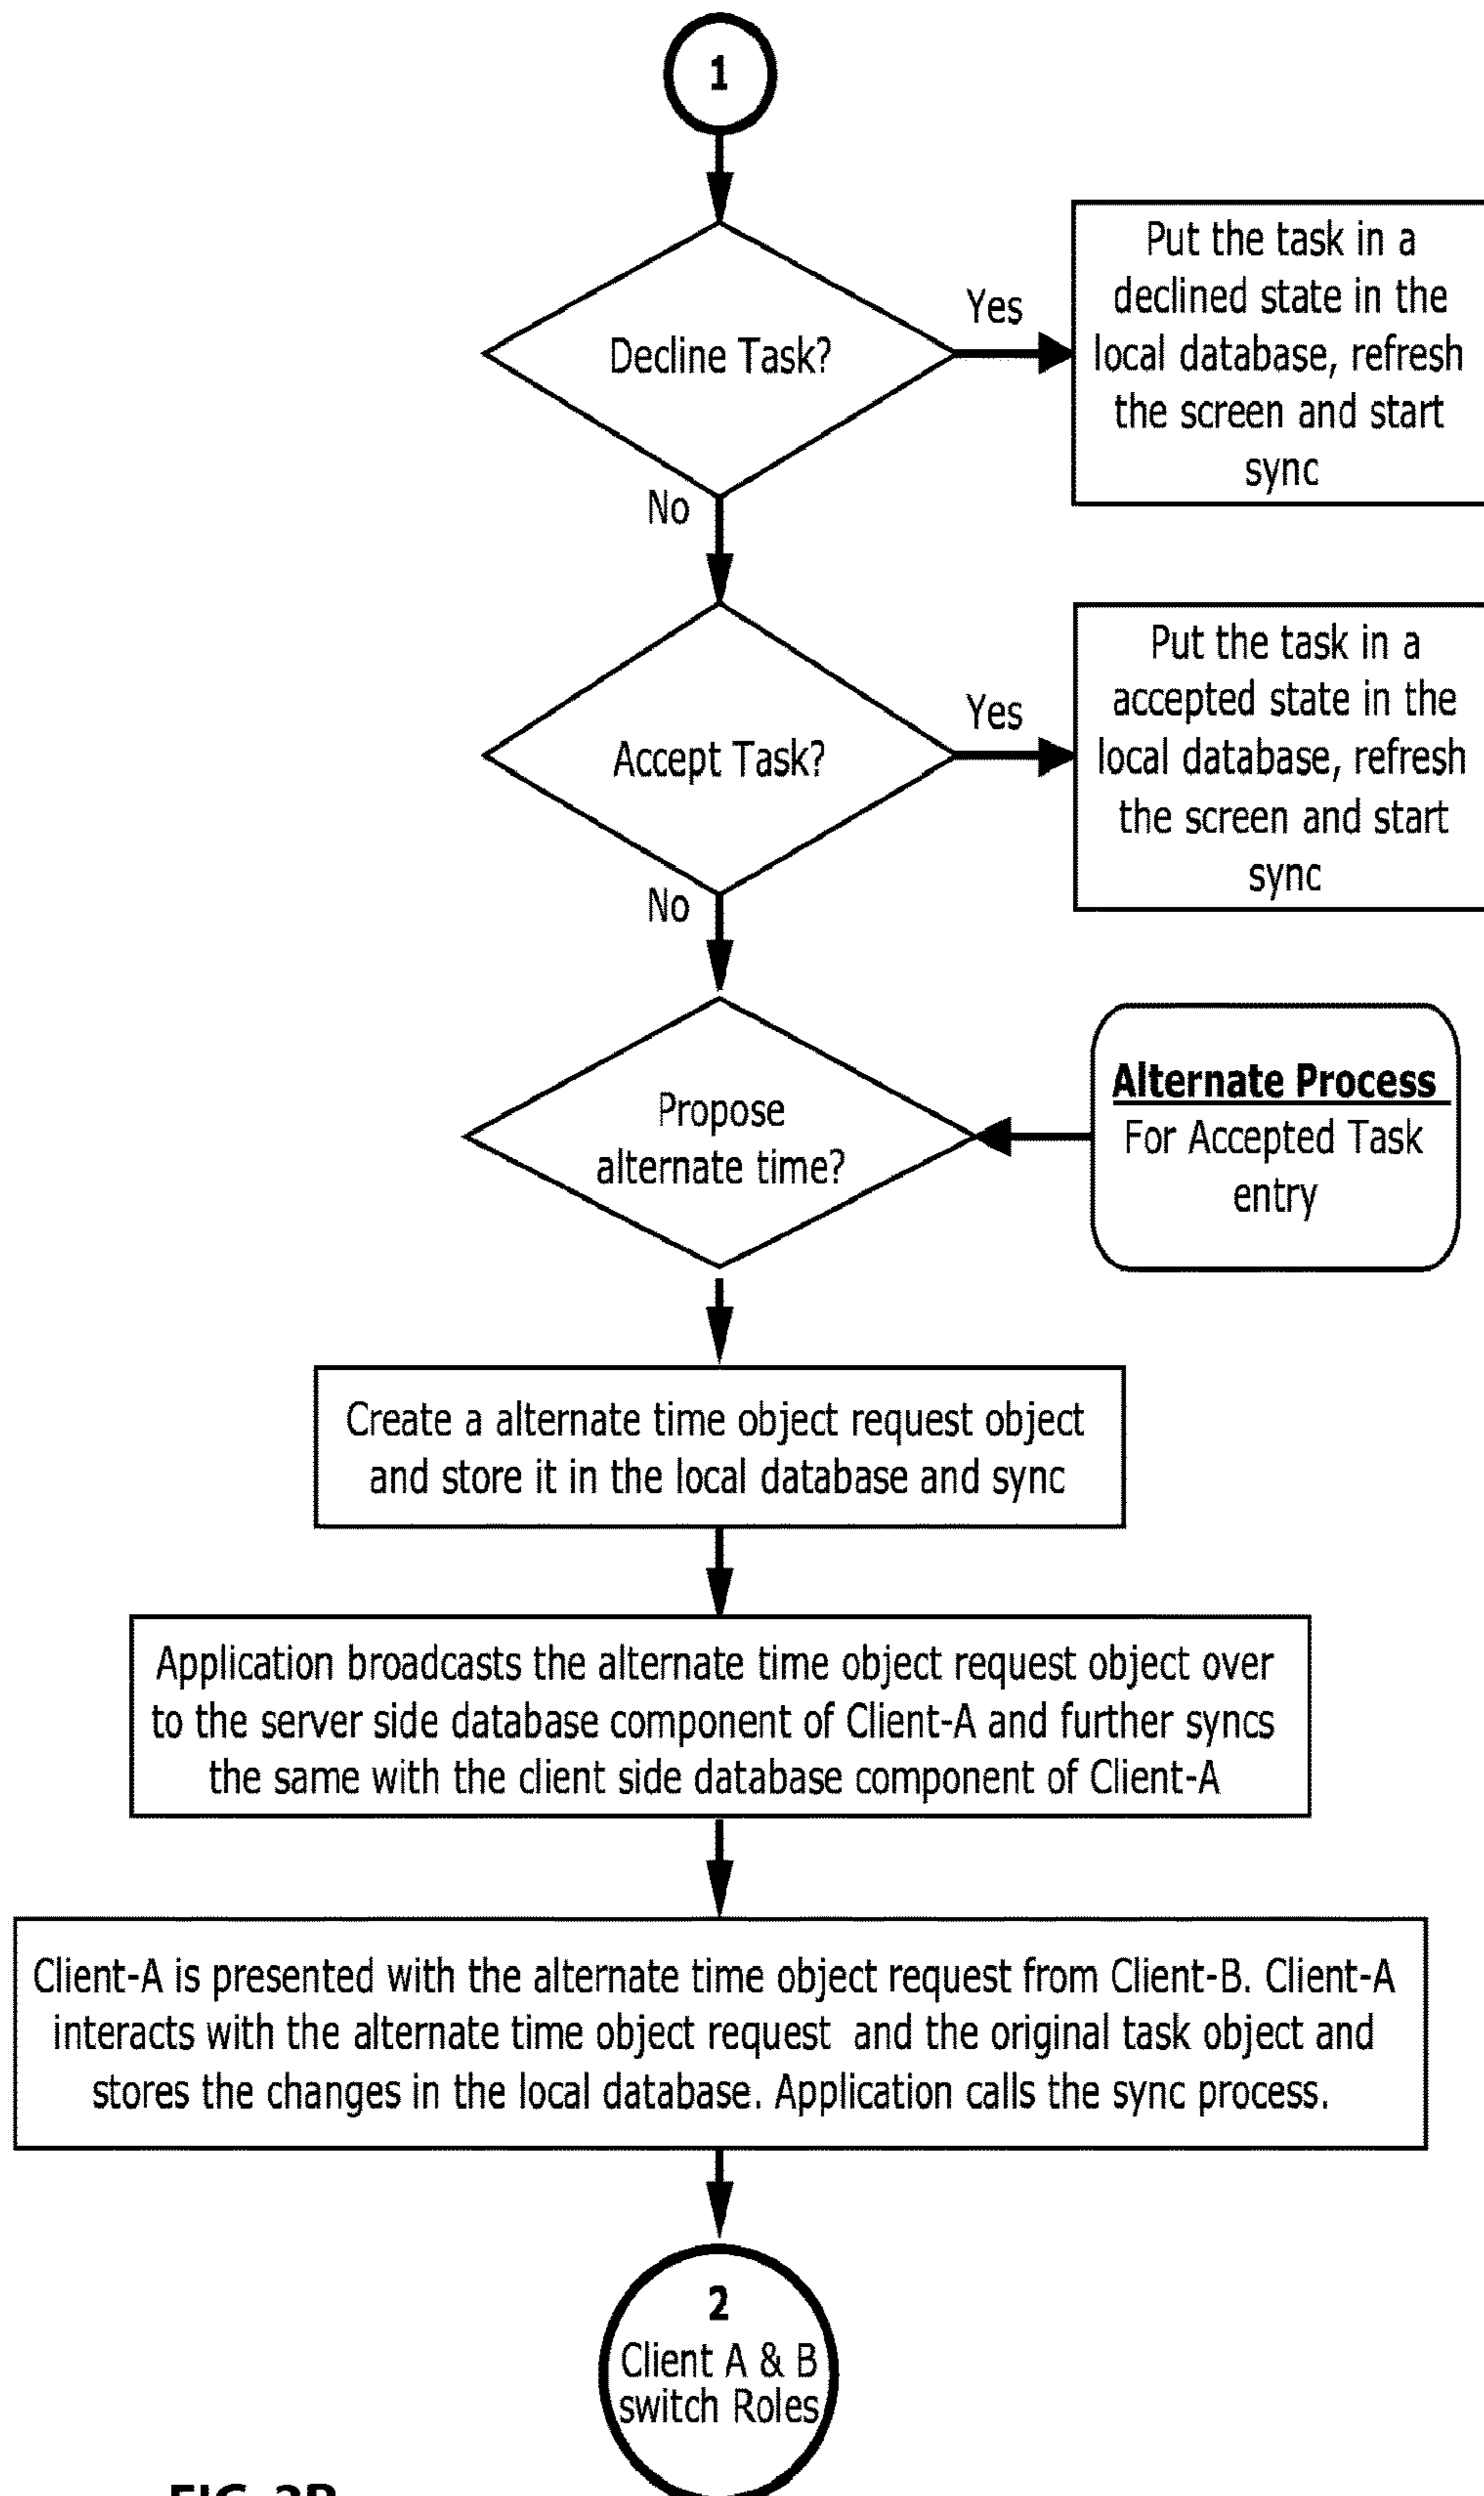 1
Decline Task?
Yes
Put the task in a
declined state in the
local database, refresh
the screen and start
sync
No
Accept Task?
Yes
Put the task in a
accepted state in the
local database, refresh
the screen and start
sync
No
Propose
alternate time?
Alternate Process
For Accepted Task
entry
Create a alternate time object request object
and store it in the local database and sync
Application broadcasts the alternate time object request object over
to the server side database component of Client-A and further syncs
the same with the client side database component of Client-A
Client-A is presented with the alternate time object request from Client-B. Client-A
interacts with the alternate time object request and the original task object and
stores the changes in the local database. Application calls the sync process.
2
Client A & B
switch Roles